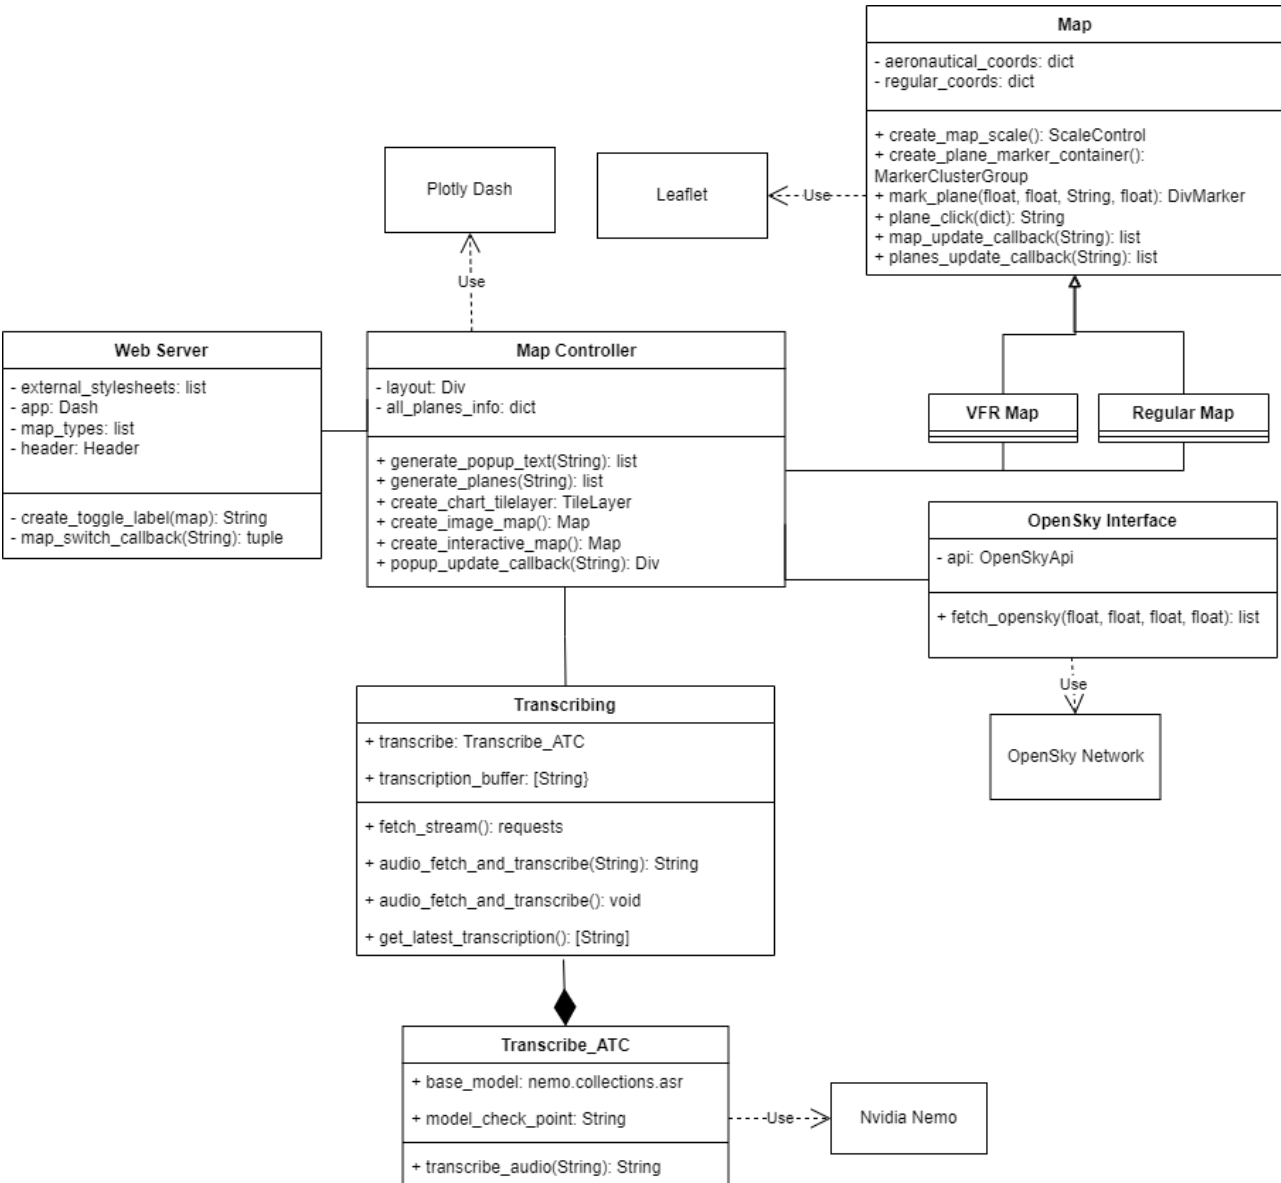 Map
- aeronautical_coords: dict
- regular_coords: dict
+ create_map_scale(): ScaleControl
+ create_plane_marker_container():
MarkerClusterGroup
+ mark_plane(float, float, String, float): DivMarker
+ plane_click(dict): String
+ map_update_callback(String): list
+ planes_update_callback(String): list
Plotly Dash
Leaflet
Use
Use
Web Server
- external_stylesheets: list
- app: Dash
- map_types: list
- header: Header
- create_toggle_label(map): String
- map_switch_callback(String): tuple
Map Controller
- layout: Div
- all_planes_info: dict
+ generate_popup_text(String): list
+ generate_planes(String): list
+ create_chart_tilelayer: TileLayer
+ create_image_map(): Map
+ create_interactive_map(): Map
+ popup_update_callback(String): Div
VFR Map
Regular Map
OpenSky Interface
- api: OpenSkyApi
+ fetch_opensky(float, float, float, float): list
Use
OpenSky Network
Transcribing
+ transcribe: Transcribe_ATC
+ transcription_buffer: [String}
+ fetch_stream(): requests
+ audio_fetch_and_transcribe(String): String
+ audio_fetch_and_transcribe(): void
+ get_latest_transcription(): [String]
Transcribe_ATC
+ base_model: nemo.collections.asr
+ model_check_point: String
+ transcribe_audio(String): String
Use
Nvidia Nemo